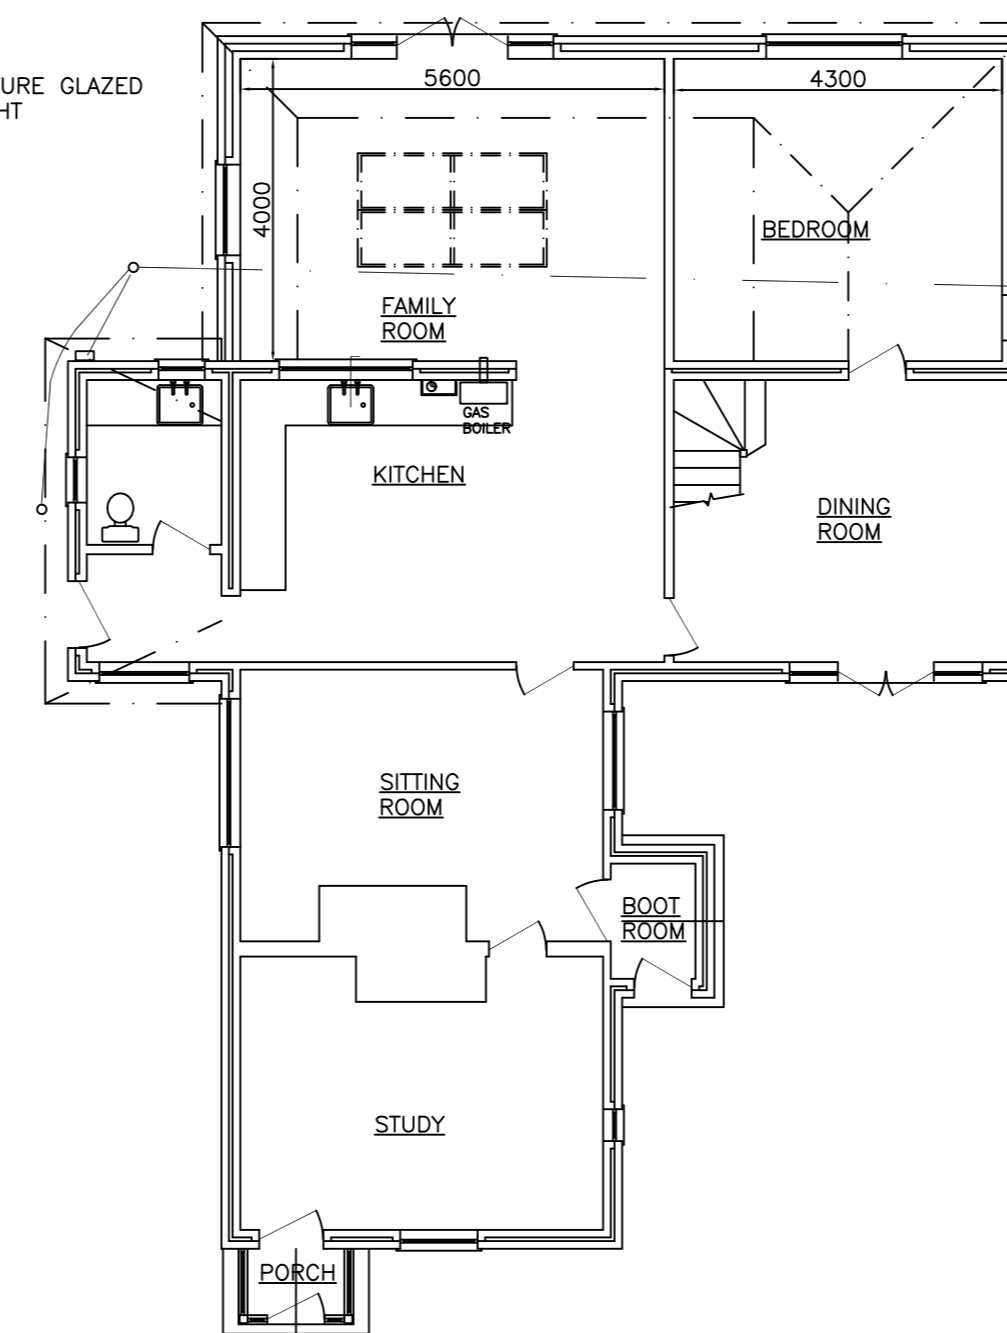 URE GLAZED
HT
5600
4300
4000
BEDROOM
FAMILY
ROOM
GAS
BOILER
KITCHEN
DINING
ROOM
SITTING
ROOM
BOOT
ROOM
STUDY
PORCH